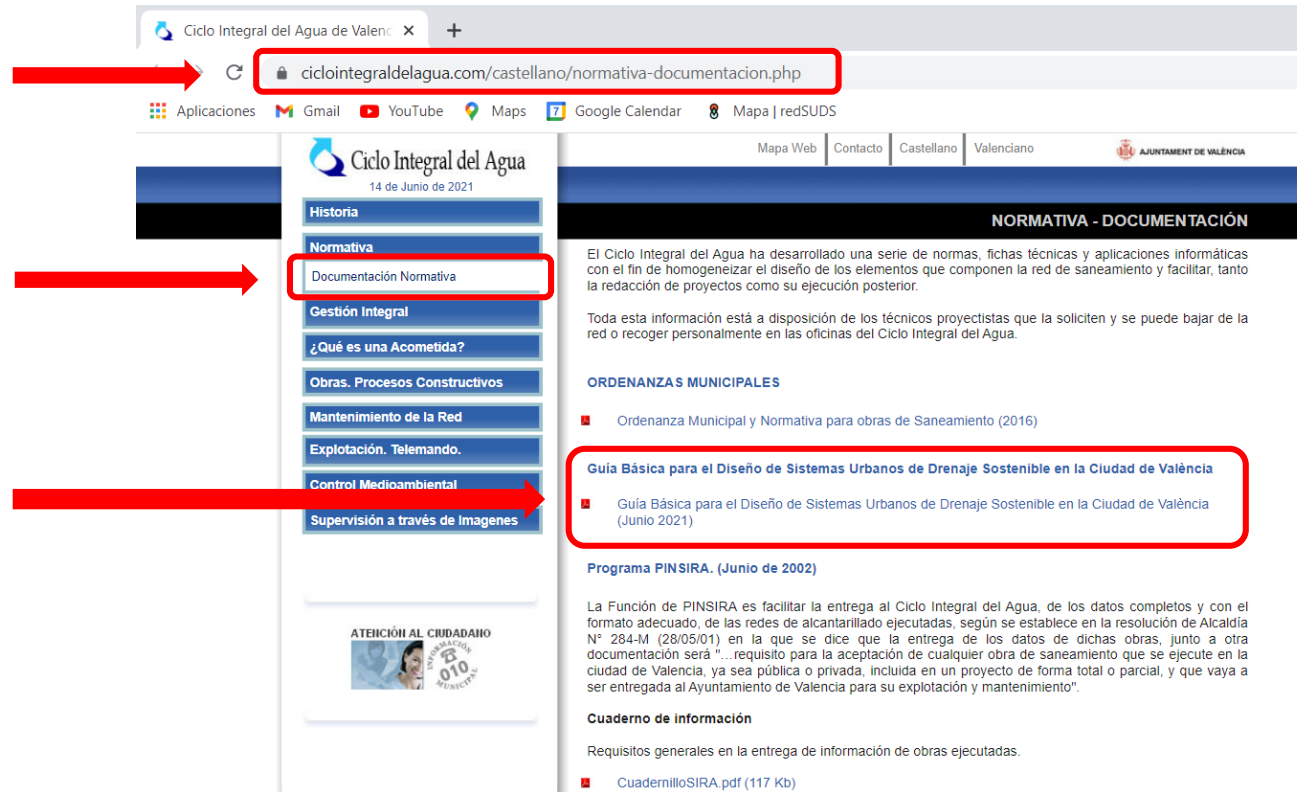 Ciclo Integral del Agua de Valenc
ciclointegraldelagua.com/castellano/normativa-documentacion.php
Aplicaciones Gmail YouTube Maps 7 Google Calendar 8 Mapa | redSUDS
Ciclo Integral del Agua
14 de Junio de 2021
Mapa Web Contacto Castellano Valenciano AJUNTAMENT DE VALÈNCIA
Historia
Normativa
Documentación Normativa
Gestión Integral
¿Qué es una Acometida?
Obras. Procesos Constructivos
Mantenimiento de la Red
Explotación. Telemando.
Control Medioambiental
Supervisión a través de Imagenes
ATENCIÓN AL CIUDADANO
INFORMACIÓN
010
MUNICIPAL
NORMATIVA - DOCUMENTACIÓN
El Ciclo Integral del Agua ha desarrollado una serie de normas, fichas técnicas y aplicaciones informáticas
con el fin de homogeneizar el diseño de los elementos que componen la red de saneamiento y facilitar, tanto
la redacción de proyectos como su ejecución posterior.
Toda esta información está a disposición de los técnicos proyectistas que la soliciten y se puede bajar de la
red o recoger personalmente en las oficinas del Ciclo Integral del Agua.
ORDENANZAS MUNICIPALES
Ordenanza Municipal y Normativa para obras de Saneamiento (2016)
Guía Básica para el Diseño de Sistemas Urbanos de Drenaje Sostenible en la Ciudad de València
Guía Básica para el Diseño de Sistemas Urbanos de Drenaje Sostenible en la Ciudad de València
(Junio 2021)
Programa PINSIRA. (Junio de 2002)
La Función de PINSIRA es facilitar la entrega al Ciclo Integral del Agua, de los datos completos y con el
formato adecuado, de las redes de alcantarillado ejecutadas, según se establece en la resolución de Alcaldía
N° 284-M (28/05/01) en la que se dice que la entrega de los datos de dichas obras, junto a otra
documentación será "...requisito para la aceptación de cualquier obra de saneamiento que se ejecute en la
ciudad de Valencia, ya sea pública o privada, incluida en un proyecto de forma total o parcial, y que vaya a
ser entregada al Ayuntamiento de Valencia para su explotación y mantenimiento".
Cuaderno de información
Requisitos generales en la entrega de información de obras ejecutadas.
CuadernilloSIRA.pdf (117 Kb)